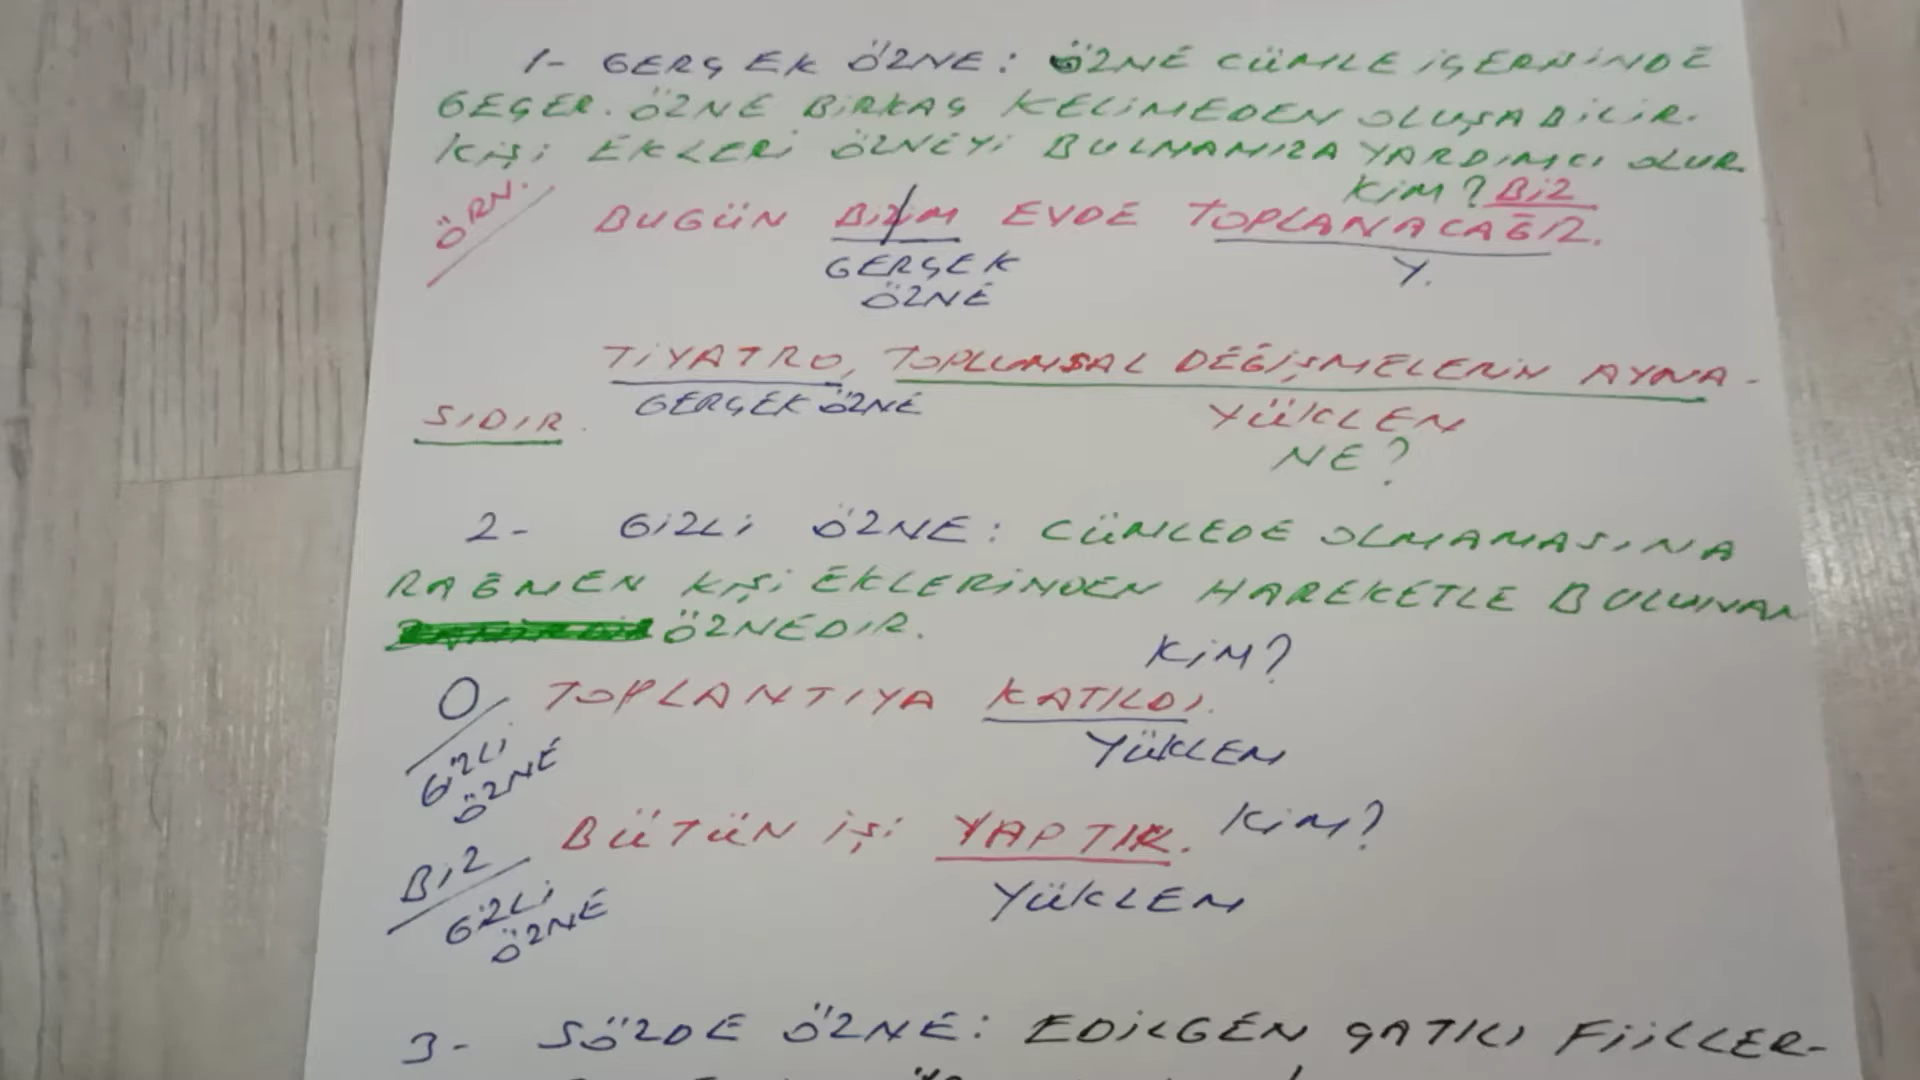 1- GERÇEK ÖZNE: ÖZNE CÜMLE İÇERSİNDE
GEÇER. ÖZNE BİRKAÇ KELİMEDEN OLUŞABİLİR.
KİŞİ EKLERİ ÖZNEYİ BULMAMIZA YARDIMCI OLUR
KİM? BİZ
ÖRN. BUGÜN BİZİM EVDE TOPLANACAĞIZ.
GERÇEK ÖZNE Y.
TİYATRO, TOPLUMSAL DEĞİŞMELERİN AYNA-
SIDIR. GERÇEK ÖZNE YÜKLEM
NE?
2- GİZLİ ÖZNE: CÜMLEDE OLMAMASINA
RAĞMEN KİŞİ EKLERİNDEN HAREKETLE BULUNAN
ÖZNEDIR.
KİM?
O TOPLANTIYA KATILDI.
GİZLİ ÖZNE YÜKLEM
BİZ BÜTÜN İŞİ YAPTIK. KİM?
GİZLİ ÖZNE YÜKLEM
3- SÖZDE ÖZNE: EDİLGEN ÇATILI FİİLLER-